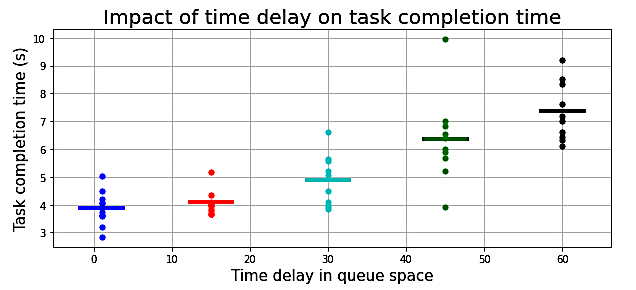 Impact of time delay on task completion time
Task completion time (s)
10
9
8
7
6
5
4
3
0 10 20 30 40 50 60
Time delay in queue space